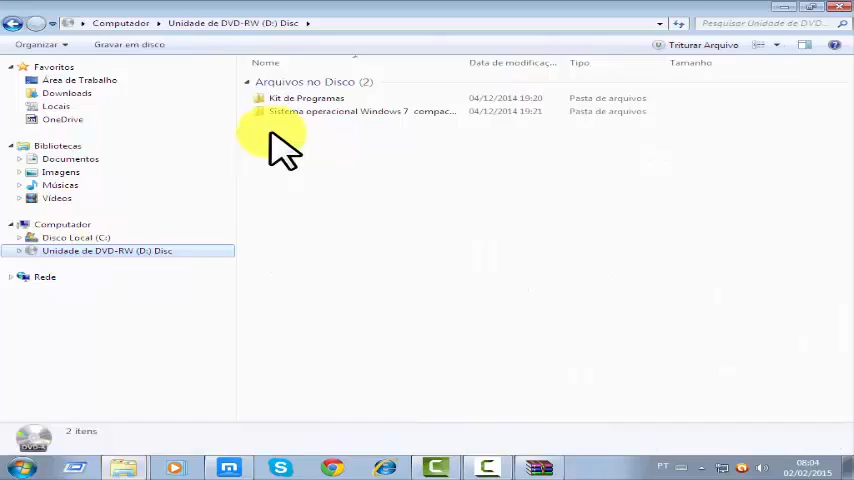 Computador
Unidade de DVD-RW (D:) Disc
Pesquisar Unidade de DVD...
Organizar
Gravar em disco
Triturar Arquivo
Favoritos
Área de Trabalho
Downloads
Locais
OneDrive
Bibliotecas
Documentos
Imagens
Músicas
Vídeos
Computador
Disco Local (C:)
Unidade de DVD-RW (D:) Disc
Rede
Nome
Data de modificaç...
Tipo
Tamanho
Arquivos no Disco (2)
Kit de Programas
04/12/2014 19:20
Pasta de arquivos
Sistema operacional Windows 7 compac...
04/12/2014 19:21
Pasta de arquivos
2 itens
DVD-R
PT
08:04
02/02/2015